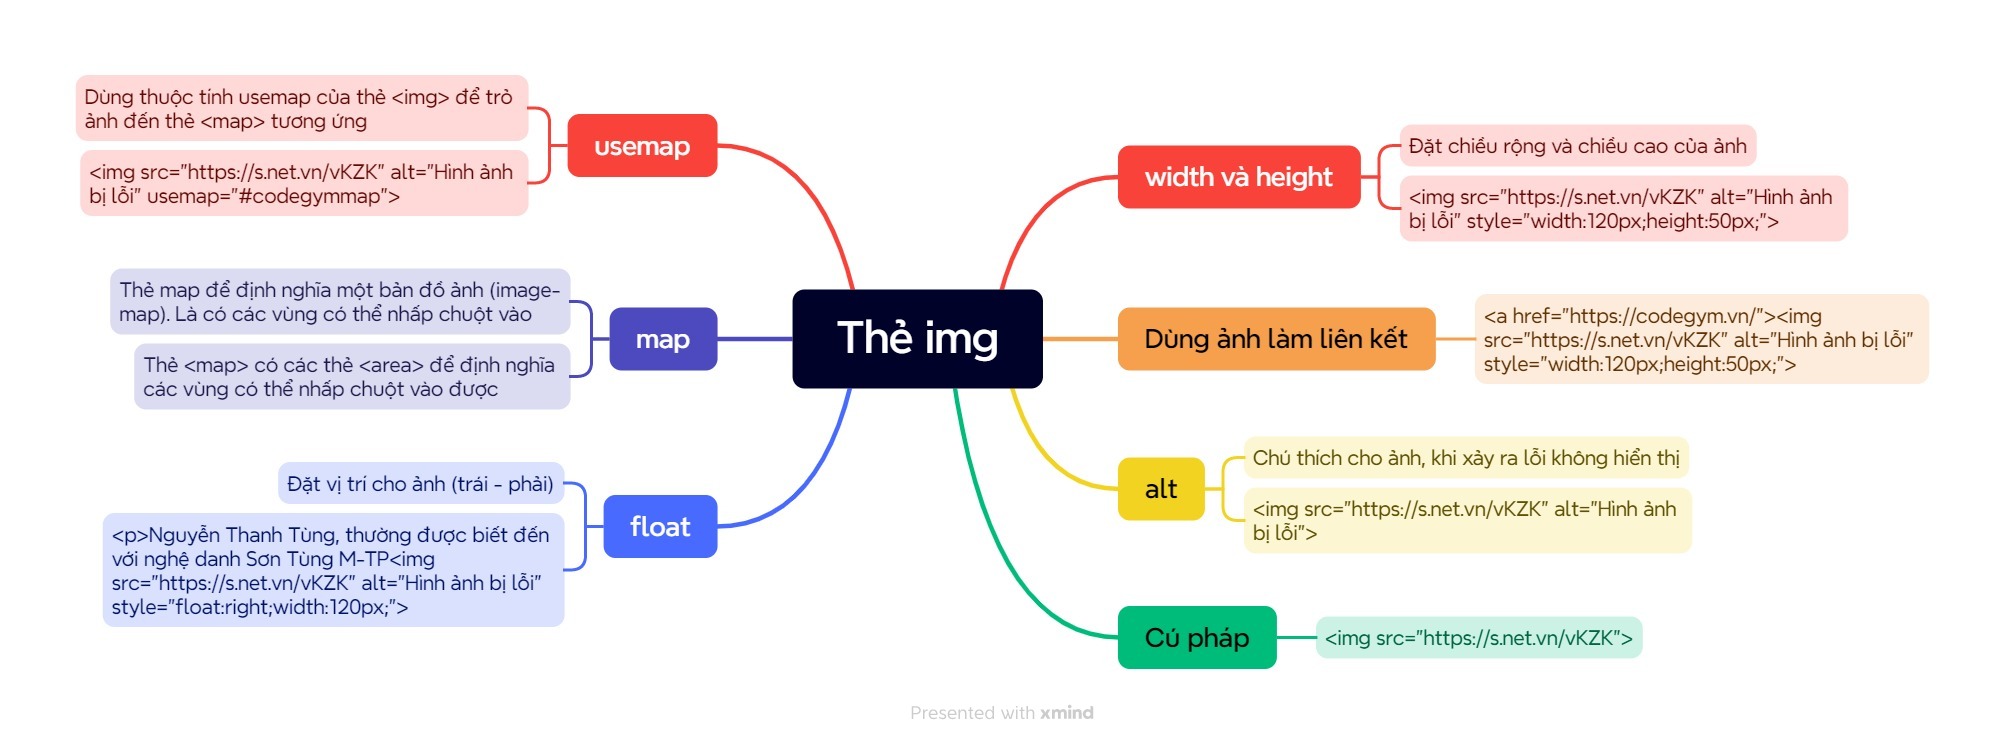 Thẻ img
width và height
Đặt chiều rộng và chiều cao của ảnh
<img src="https://s.net.vn/vKZK" alt="Hình ảnh
bị lỗi" style="width:120px;height:50px;">
Dùng ảnh làm liên kết
<a href="https://codegym.vn/"><img
src="https://s.net.vn/vKZK" alt="Hình ảnh bị lỗi"
style="width:120px;height:50px;">
alt
Chú thích cho ảnh, khi xảy ra lỗi không hiển thị
<img src="https://s.net.vn/vKZK" alt="Hình ảnh
bị lỗi">
Cú pháp
<img src="https://s.net.vn/vKZK">
usemap
Dùng thuộc tính usemap của thẻ <img> để trỏ
ảnh đến thẻ <map> tương ứng
<img src="https://s.net.vn/vKZK" alt="Hình ảnh
bị lỗi" usemap="#codegymmap">
map
Thẻ map để định nghĩa một bản đồ ảnh (image-
map). Là có các vùng có thể nhấp chuột vào
Thẻ <map> có các thẻ <area> để định nghĩa
các vùng có thể nhấp chuột vào được
float
Đặt vị trí cho ảnh (trái - phải)
<p>Nguyễn Thanh Tùng, thường được biết đến
với nghệ danh Sơn Tùng M-TP<img
src="https://s.net.vn/vKZK" alt="Hình ảnh bị lỗi"
style="float:right;width:120px;">
Presented with xmind